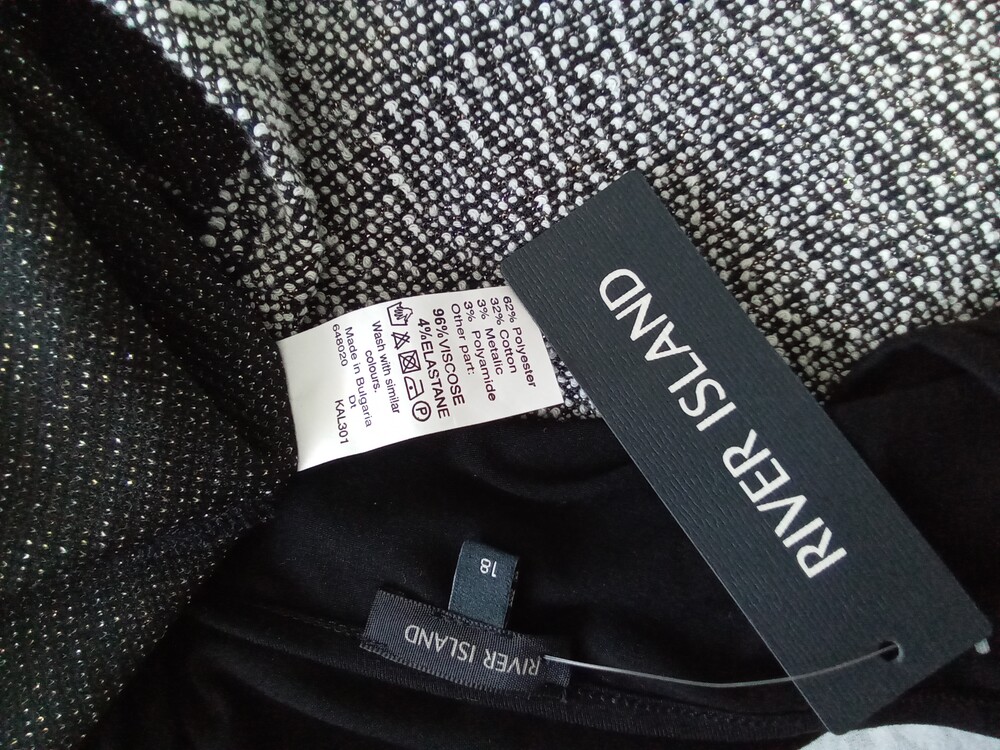 RIVER ISLAND
62% Polyester
32% Cotton
3% Metallic
3% Polyamide
Other part:
96%VISCOSE
4%ELASTANE
P
Wash with similar
colours.
Made in Bulgaria
Dt
648020 KAL301
18
RIVER ISLAND